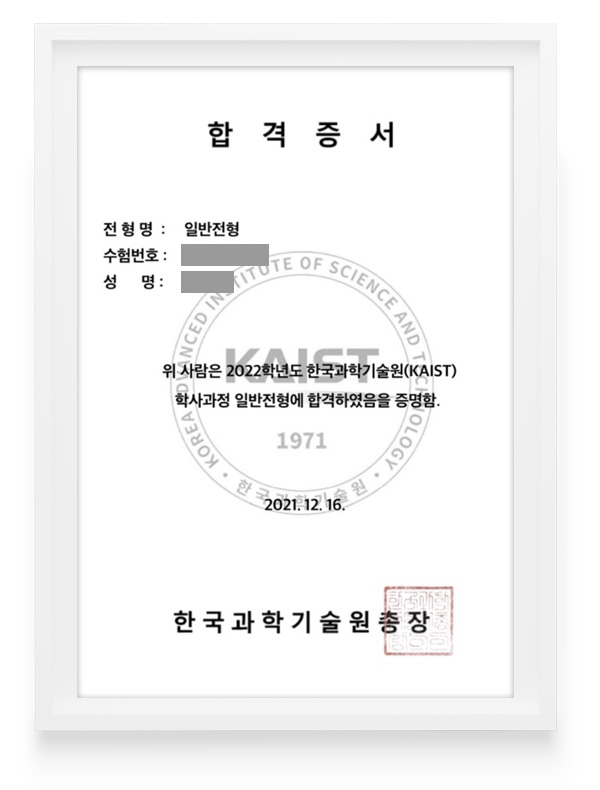 합 격 증 서
전 형 명 : 일반전형
수험번호 :
성 명 :
KOREA ADVANCED INSTITUTE OF SCIENCE AND TECHNOLOGY
KAIST
위 사람은 2022학년도 한국과학기술원(KAIST)
학사과정 일반전형에 합격하였음을 증명함.
1971
한국과학기술원
2021. 12. 16.
한 국 과 학 기 술 원 총 장